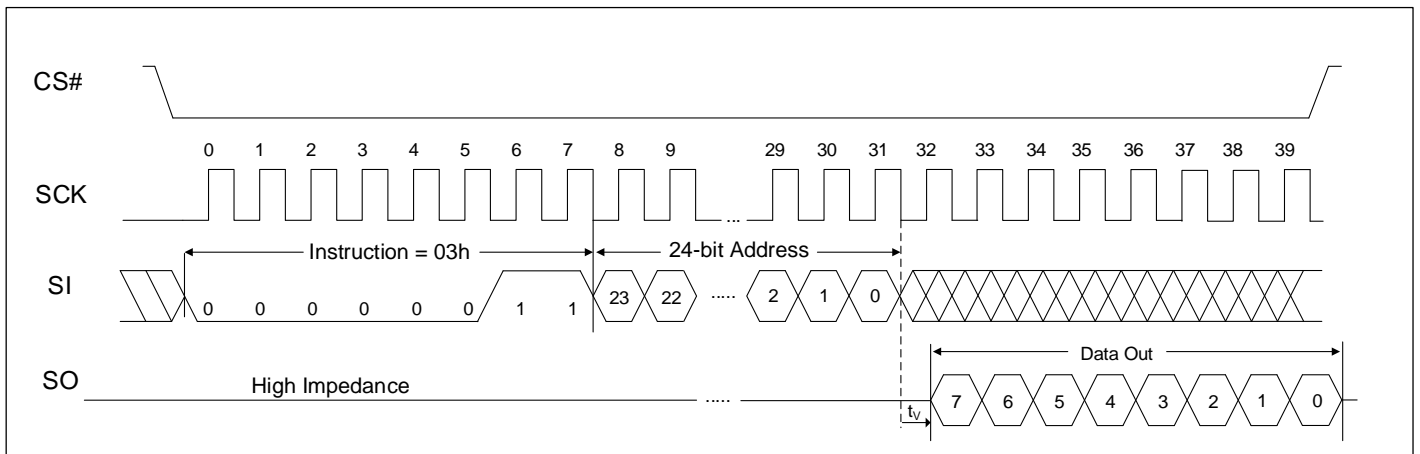 CS#
0 1 2 3 4 5 6 7 8 9 29 30 31 32 33 34 35 36 37 38 39
SCK ...
Instruction = 03h 24-bit Address
SI 0 0 0 0 0 0 1 1 23 22 ..... 2 1 0
Data Out
SO High Impedance ..... tV 7 6 5 4 3 2 1 0